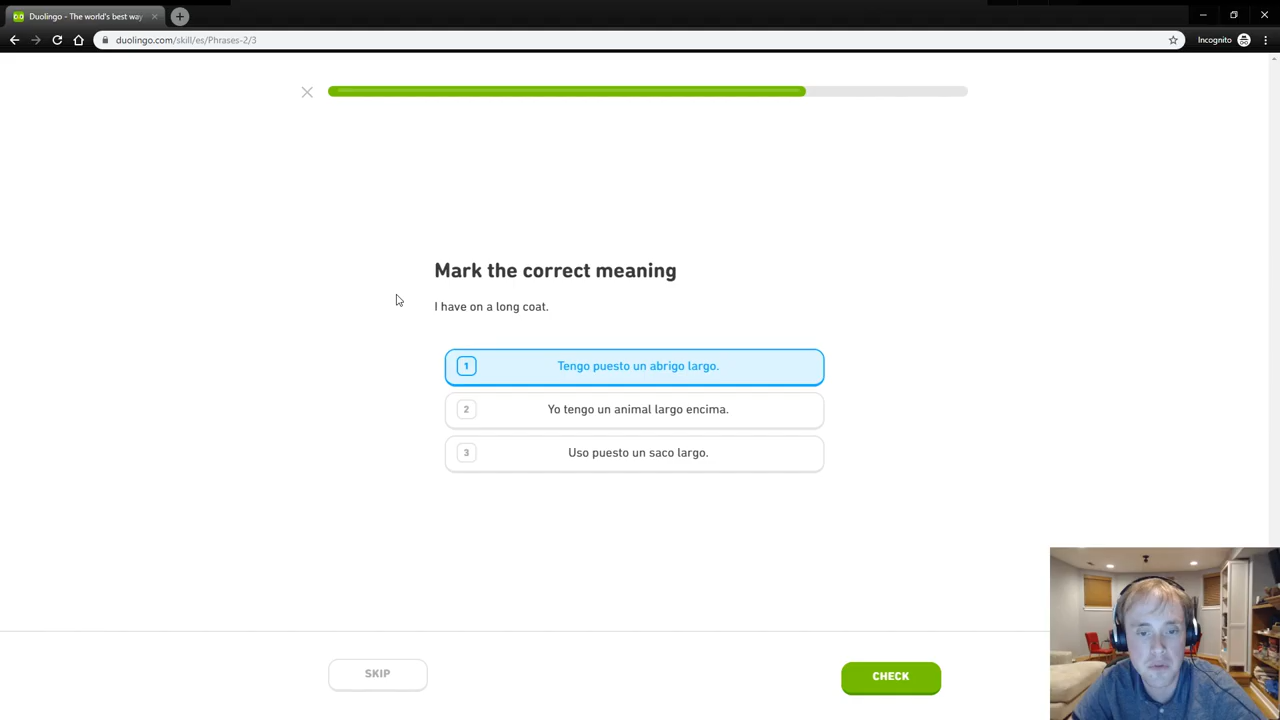 Duolingo - The world's best way
duolingo.com/skill/es/Phrases-2/3
Incognito
Mark the correct meaning
I have on a long coat.
1 Tengo puesto un abrigo largo.
2 Yo tengo un animal largo encima.
3 Uso puesto un saco largo.
SKIP
CHECK